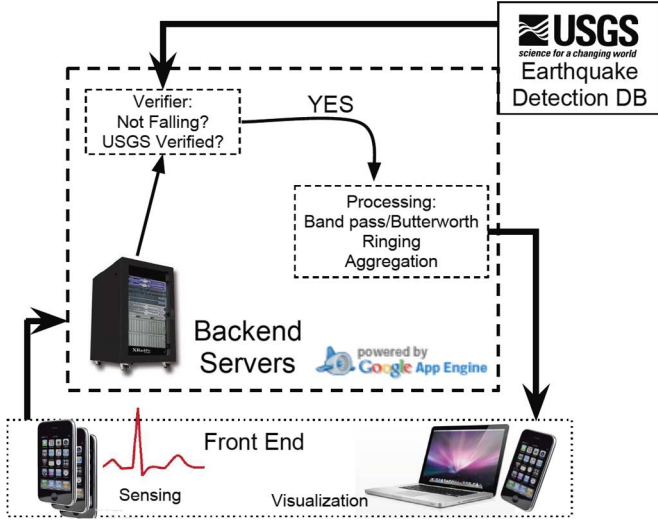 USGS
science for a changing world
Earthquake
Detection DB
Verifier:
Not Falling?
USGS Verified?
YES
Processing:
Band pass/Butterworth
Ringing
Aggregation
Backend
Servers
powered by
Google App Engine
Front End
Sensing
Visualization